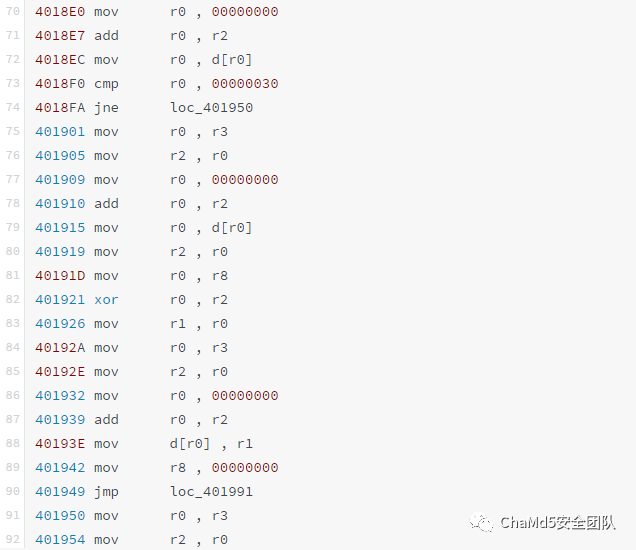 70 4018E0 mov r0 , 00000000
71 4018E7 add r0 , r2
72 4018EC mov r0 , d[r0]
73 4018F0 cmp r0 , 00000030
74 4018FA jne loc_401950
75 401901 mov r0 , r3
76 401905 mov r2 , r0
77 401909 mov r0 , 00000000
78 401910 add r0 , r2
79 401915 mov r0 , d[r0]
80 401919 mov r2 , r0
81 40191D mov r0 , r8
82 401921 xor r0 , r2
83 401926 mov r1 , r0
84 40192A mov r0 , r3
85 40192E mov r2 , r0
86 401932 mov r0 , 00000000
87 401939 add r0 , r2
88 40193E mov d[r0] , r1
89 401942 mov r8 , 00000000
90 401949 jmp loc_401991
91 401950 mov r0 , r3
92 401954 mov r2 , r0
ChaMd5安全团队